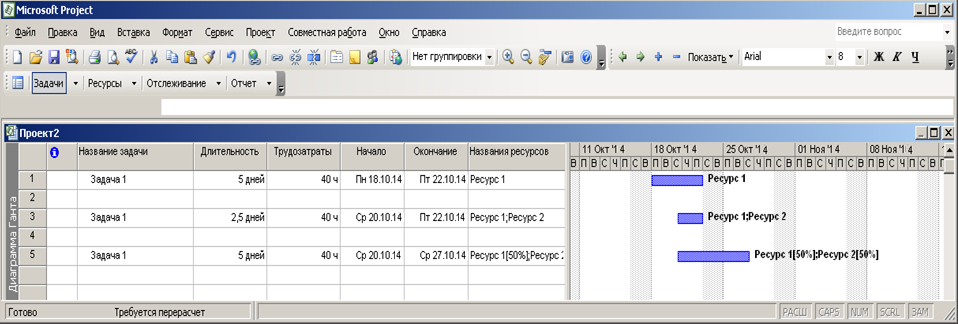 Microsoft Project
Файл Правка Вид Вставка Формат Сервис Проект Совместная работа Окно Справка Введите вопрос
Нет группировки Показать Arial 8 Ж К Ч
Задачи Ресурсы Отслеживание Отчет
Проект2
Название задачи Длительность Трудозатраты Начало Окончание Названия ресурсов 11 Окт '14 18 Окт '14 25 Окт '14 01 Ноя '14 08 Ноя '14
В П В С Ч П С В П В С Ч П С В П В С Ч П С В П В С Ч П С В П В С Ч П С В П
1 Задача 1 5 дней 40 ч Пн 18.10.14 Пт 22.10.14 Ресурс 1 Ресурс 1
2
3 Задача 1 2,5 дней 40 ч Ср 20.10.14 Пт 22.10.14 Ресурс 1;Ресурс 2 Ресурс 1;Ресурс 2
4
5 Задача 1 5 дней 40 ч Ср 20.10.14 Ср 27.10.14 Ресурс 1[50%];Ресурс 2 Ресурс 1[50%];Ресурс 2[50%]
Диаграмма Ганта
Готово Требуется перерасчет РАСШ CAPS NUM SCRL ЗАМ